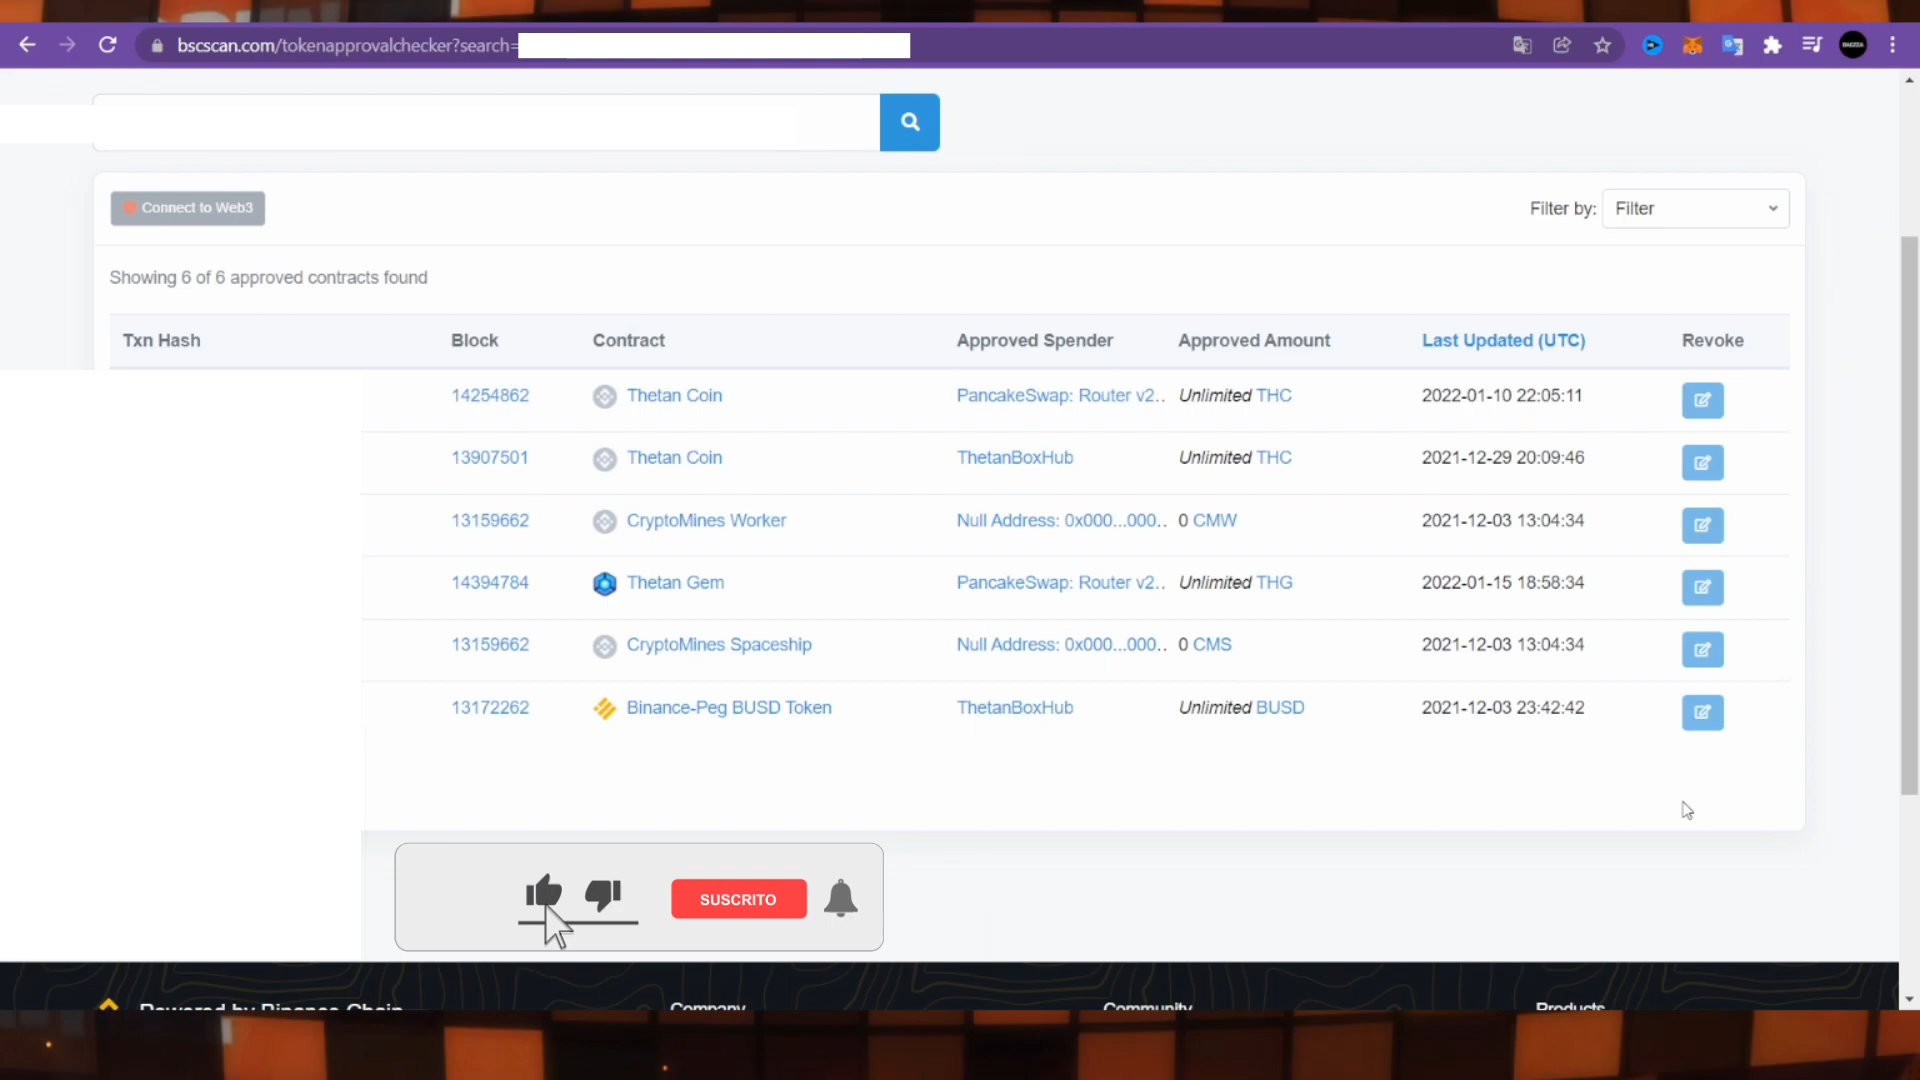 bscscan.com/tokenapprovalchecker?search=
Connect to Web3
Filter by: Filter
Showing 6 of 6 approved contracts found
Txn Hash Block Contract Approved Spender Approved Amount Last Updated (UTC) Revoke
14254862 Thetan Coin PancakeSwap: Router v2.. Unlimited THC 2022-01-10 22:05:11
13907501 Thetan Coin ThetanBoxHub Unlimited THC 2021-12-29 20:09:46
13159662 CryptoMines Worker Null Address: 0x000...000.. 0 CMW 2021-12-03 13:04:34
14394784 Thetan Gem PancakeSwap: Router v2.. Unlimited THG 2022-01-15 18:58:34
13159662 CryptoMines Spaceship Null Address: 0x000...000.. 0 CMS 2021-12-03 13:04:34
13172262 Binance-Peg BUSD Token ThetanBoxHub Unlimited BUSD 2021-12-03 23:42:42
SUSCRITO
Powered by Binance Chain Company Community Products